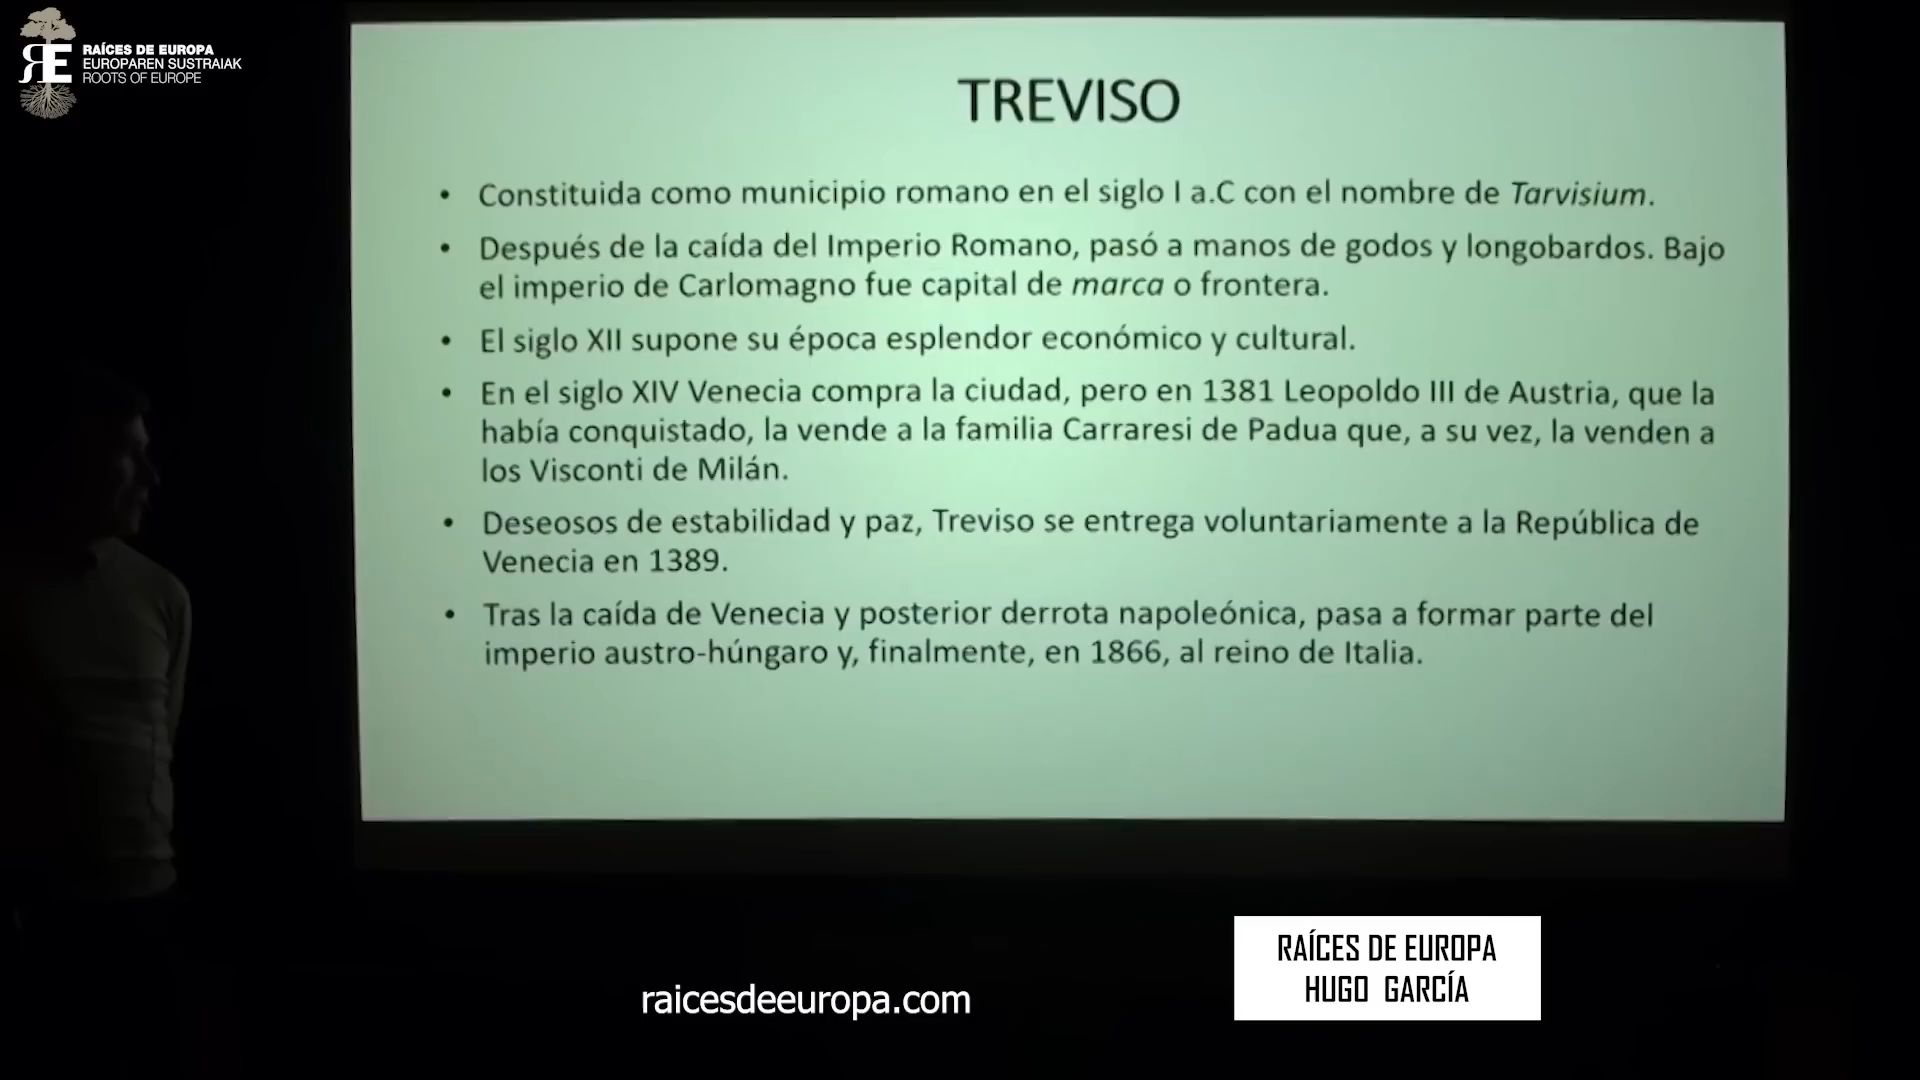 RAÍCES DE EUROPA
EUROPAREN SUSTRAIAK
ROOTS OF EUROPE
TREVISO
• Constituida como municipio romano en el siglo I a.C con el nombre de Tarvisium.
• Después de la caída del Imperio Romano, pasó a manos de godos y longobardos. Bajo
el imperio de Carlomagno fue capital de marca o frontera.
• El siglo XII supone su época esplendor económico y cultural.
• En el siglo XIV Venecia compra la ciudad, pero en 1381 Leopoldo III de Austria, que la
había conquistado, la vende a la familia Carraresi de Padua que, a su vez, la venden a
los Visconti de Milán.
• Deseosos de estabilidad y paz, Treviso se entrega voluntariamente a la República de
Venecia en 1389.
• Tras la caída de Venecia y posterior derrota napoleónica, pasa a formar parte del
imperio austro-húngaro y, finalmente, en 1866, al reino de Italia.
RAÍCES DE EUROPA
HUGO GARCÍA
raicesdeeuropa.com